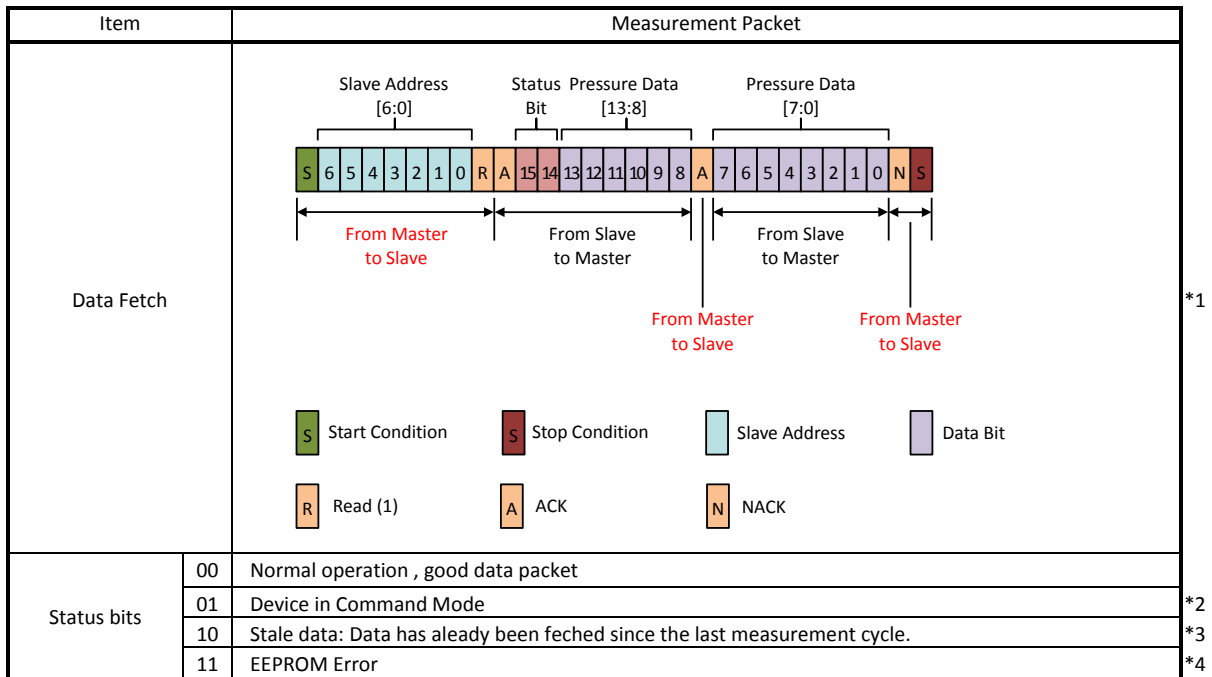 Item Measurement Packet
Slave Address Status Pressure Data Pressure Data
[6:0] Bit [13:8] [7:0]
S 6 5 4 3 2 1 0 R A 15 14 13 12 11 10 9 8 A 7 6 5 4 3 2 1 0 N S
From Master From Slave From Slave
to Slave to Master to Master
Data Fetch *1
From Master From Master
to Slave to Slave
S Start Condition S Stop Condition Slave Address Data Bit
R Read (1) A ACK N NACK
Status bits
00 Normal operation , good data packet
01 Device in Command Mode *2
10 Stale data: Data has aleady been feched since the last measurement cycle. *3
11 EEPROM Error *4